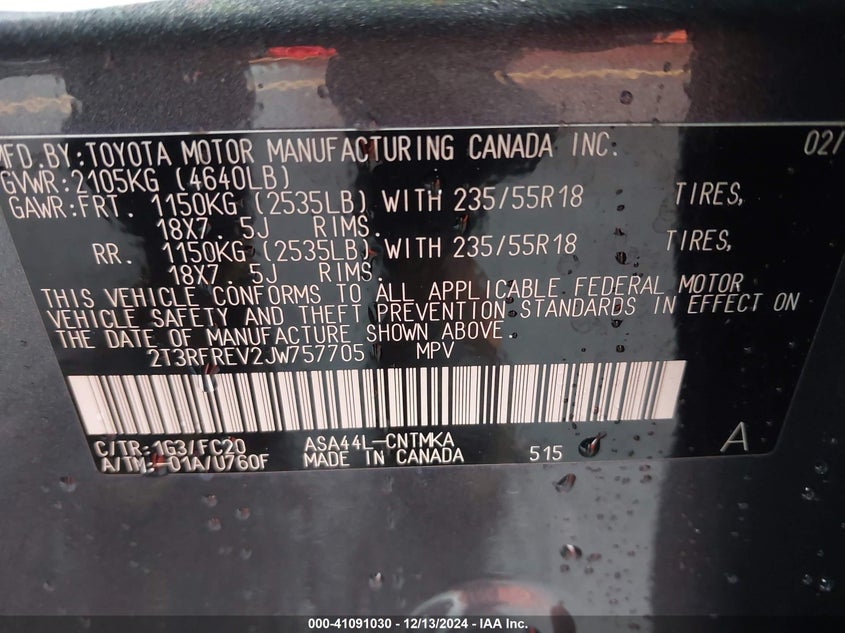 MFD. BY: TOYOTA MOTOR MANUFACTURING CANADA INC. 02/
GVWR: 2105KG (4640LB)
GAWR: FRT. 1150KG (2535LB) WITH 235/55R18 TIRES,
18X7. 5J RIMS.
RR. 1150KG (2535LB) WITH 235/55R18 TIRES,
18X7. 5J RIMS.
THIS VEHICLE CONFORMS TO ALL APPLICABLE FEDERAL MOTOR
VEHICLE SAFETY AND THEFT PREVENTION STANDARDS IN EFFECT ON
THE DATE OF MANUFACTURE SHOWN ABOVE.
2T3RFREV2JW757705 MPV
C/TR: 1G3/FC20 ASA44L-CNTMKA A
A/TM: -01A/U760F MADE IN CANADA 515
000-41091030 - 12/13/2024 - IAA Inc.